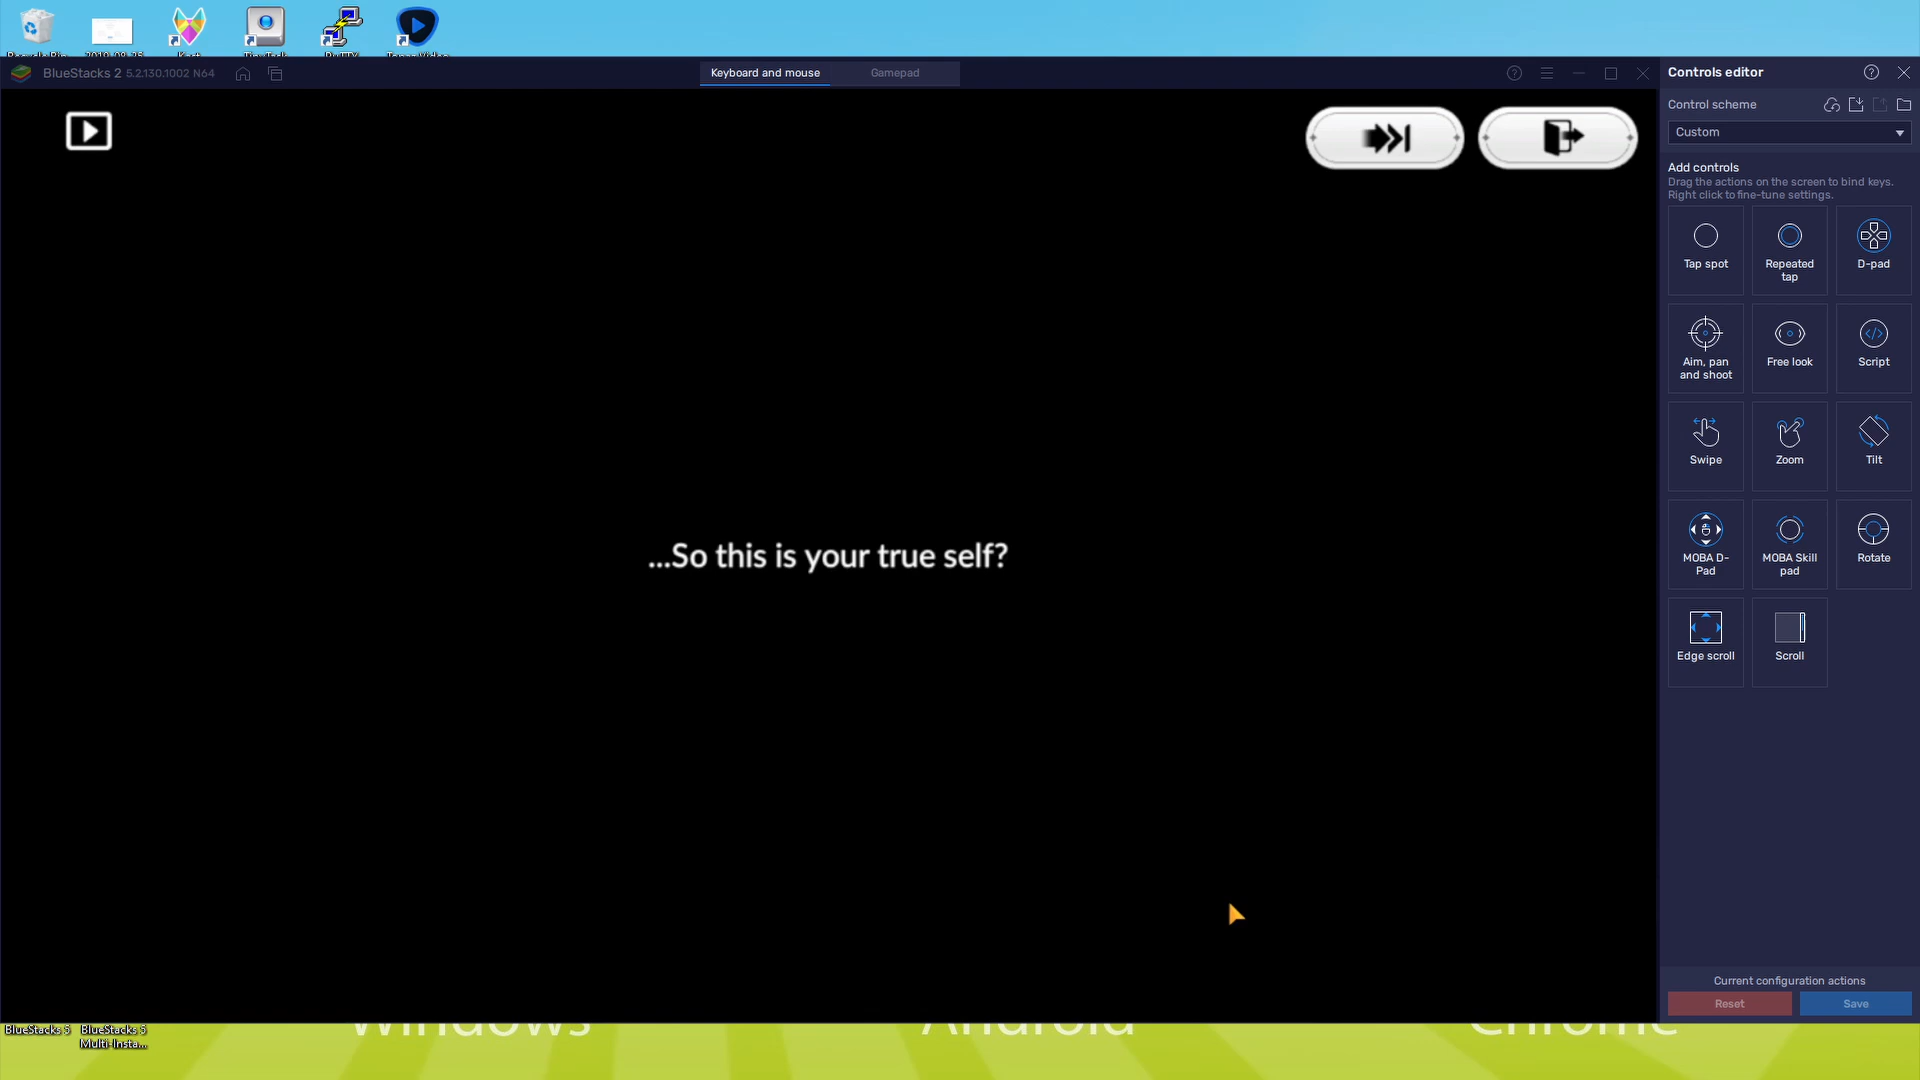 BlueStacks 2 5.2.130.1002 N64
Keyboard and mouse
Gamepad
Controls editor
Control scheme
Custom
Add controls
Drag the actions on the screen to bind keys.
Right click to fine-tune settings.
Tap spot
Repeated
tap
D-pad
Aim, pan
and shoot
Free look
Script
Swipe
Zoom
Tilt
MOBA D-
Pad
MOBA Skill
pad
Rotate
Edge scroll
Scroll
...So this is your true self?
Current configuration actions
Reset
Save
BlueStacks 5
BlueStacks 5
Multi-Insta...
Windows
Android
Chrome